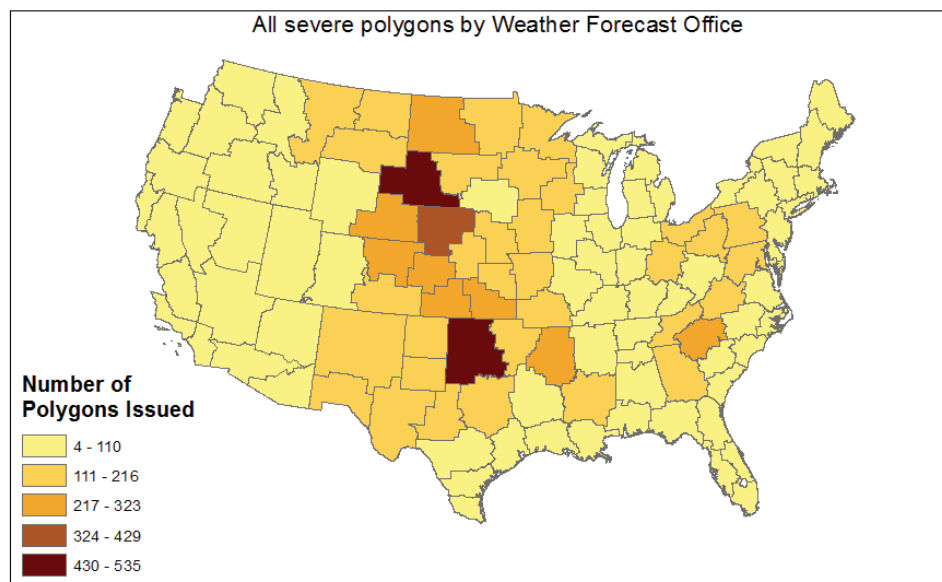 All severe polygons by Weather Forecast Office
Number of
Polygons Issued
4 - 110
111 - 216
217 - 323
324 - 429
430 - 535